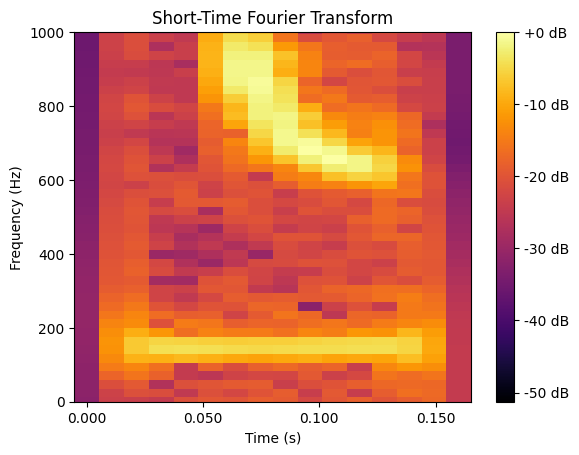 Short-Time Fourier Transform
1000
800
600
400
200
0
Frequency (Hz)
0.000
0.050
0.100
0.150
Time (s)
+0 dB
-10 dB
-20 dB
-30 dB
-40 dB
-50 dB